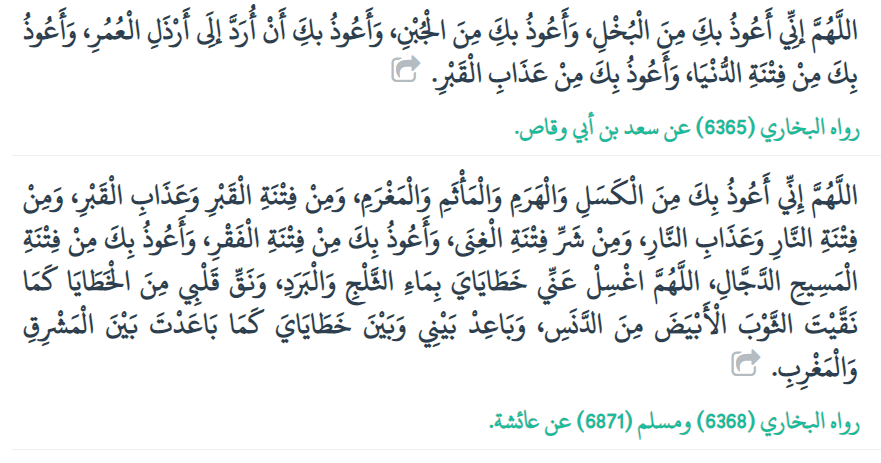 اللَّهُمَّ إِنِّي أَعُوذُ بِكَ مِنَ الْبُخْلِ، وَأَعُوذُ بِكَ مِنَ الْجُبْنِ، وَأَعُوذُ بِكَ أَنْ أُرَدَّ إِلَى أَرْذَلِ الْعُمُرِ، وَأَعُوذُ
بِكَ مِنْ فِتْنَةِ الدُّنْيَا، وَأَعُوذُ بِكَ مِنْ عَذَابِ الْقَبْرِ.
رواه البخاري (6365) عن سعد بن أبي وقاص.
اللَّهُمَّ إِنِّي أَعُوذُ بِكَ مِنَ الْكَسَلِ وَالْهَرَمِ وَالْمَأْثَمِ وَالْمَغْرَمِ، وَمِنْ فِتْنَةِ الْقَبْرِ وَعَذَابِ الْقَبْرِ، وَمِنْ
فِتْنَةِ النَّارِ وَعَذَابِ النَّارِ، وَمِنْ شَرِّ فِتْنَةِ الْغِنَى، وَأَعُوذُ بِكَ مِنْ فِتْنَةِ الْفَقْرِ، وَأَعُوذُ بِكَ مِنْ فِتْنَةِ
الْمَسِيحِ الدَّجَّالِ، اللَّهُمَّ اغْسِلْ عَنِّي خَطَايَايَ بِمَاءِ الثَّلْجِ وَالْبَرَدِ، وَنَقِّ قَلْبِي مِنَ الْخَطَايَا كَمَا
نَقَّيْتَ الثَّوْبَ الْأَبْيَضَ مِنَ الدَّنَسِ، وَبَاعِدْ بَيْنِي وَبَيْنَ خَطَايَايَ كَمَا بَاعَدْتَ بَيْنَ الْمَشْرِقِ
وَالْمَغْرِبِ.
رواه البخاري (6368) ومسلم (6871) عن عائشة.